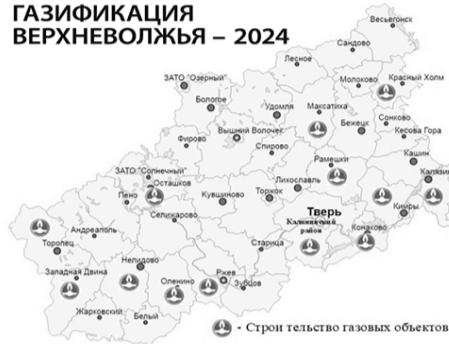 ГАЗИФИКАЦИЯ
ВЕРХНЕВОЛЖЬЯ – 2024
Весьегонск
Сандово
Лесное
ЗАТО "Озерный"
Молоково
Красный Холм
Бологое
Удомля
Максатиха
Сонково
Вышний Волочек
Бежецк
Кесова Гора
Фирово
Спирово
Кашин
Рамешки
ЗАТО "Солнечный"
Калязин
Осташков
Лихославль
Пено
Кувшиново
Торжок
Кимры
Селижарово
Тверь
Калининский
район
Андреаполь
Конаково
Старица
Торопец
Нелидово
Западная Двина
Ржев
Оленино
Зубцов
Жарковский
Белый
- Строи тельство газовых объектов